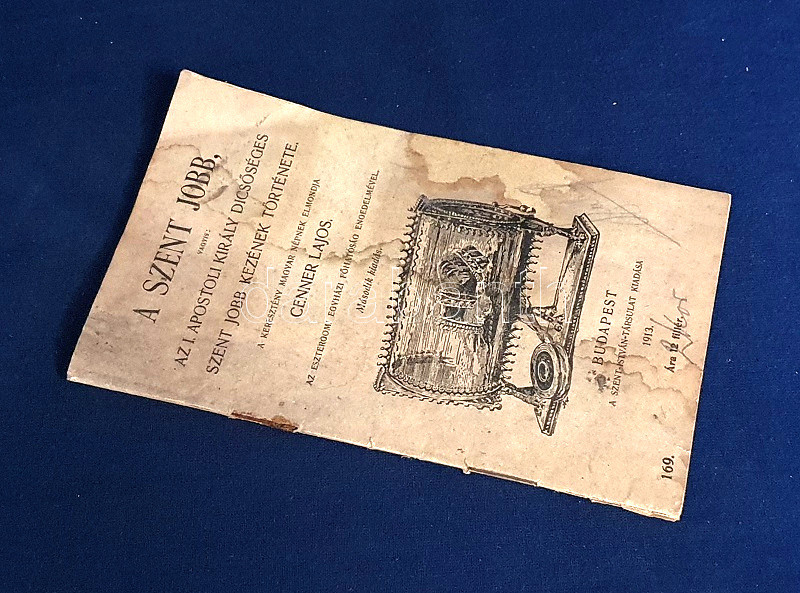 A SZENT JOBB,
VAGYIS:
AZ I. APOSTOLI KIRÁLY DICSŐSÉGES
SZENT JOBB KEZÉNEK TÖRTÉNETE.
A KERESZTÉNY MAGYAR NÉPNEK ELMONDJA
CENNER LAJOS.
AZ ESZTERGOMI EGYHÁZI FŐHATÓSÁG ENGEDELMÉVEL.
Második kiadás.
BUDAPEST
A SZENT-ISTVÁN-TÁRSULAT KIADÁSA
1913.
Ára 12 fillér.
169.